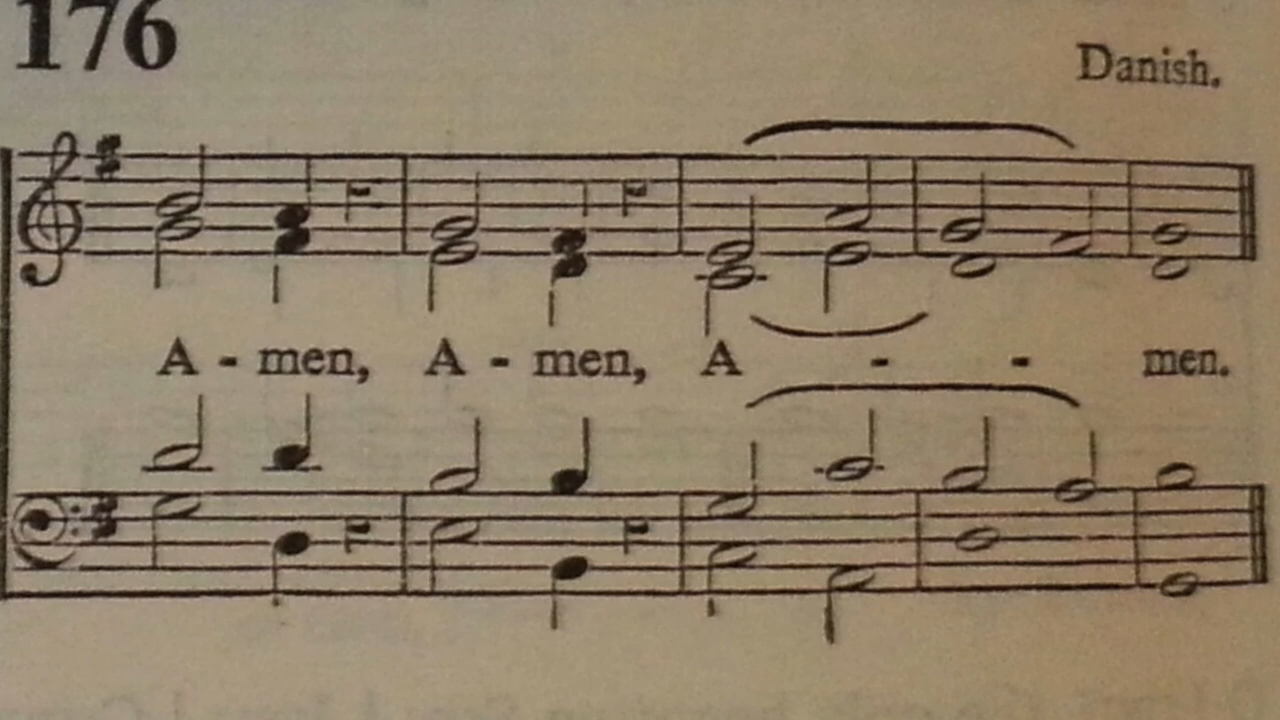 176
Danish.
A - men, A - men, A - - men.